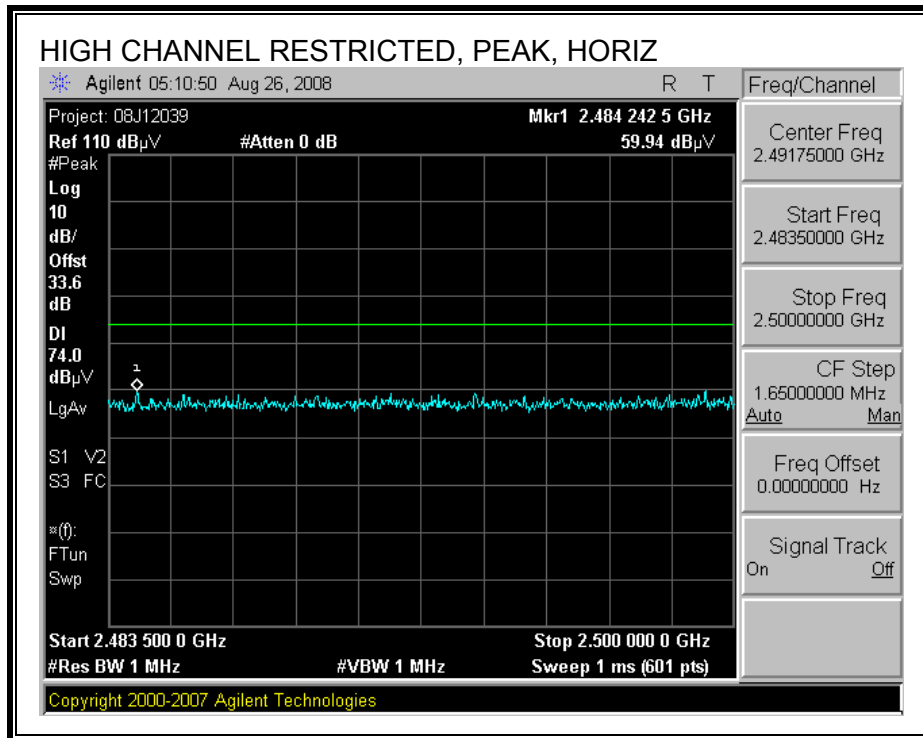 HIGH CHANNEL RESTRICTED, PEAK, HORIZ
Agilent 05:10:50 Aug 26, 2008 R T
Project: 08J12039 Mkr1 2.484 242 5 GHz
Ref 110 dBµV #Atten 0 dB 59.94 dBµV
#Peak
Log
10
dB/
Offst
33.6
dB
DI
74.0
dBµV
LgAv
1
S1 V2
S3 FC
¤(f):
FTun
Swp
Start 2.483 500 0 GHz Stop 2.500 000 0 GHz
#Res BW 1 MHz #VBW 1 MHz Sweep 1 ms (601 pts)
Copyright 2000-2007 Agilent Technologies
Freq/Channel
Center Freq
2.49175000 GHz
Start Freq
2.48350000 GHz
Stop Freq
2.50000000 GHz
CF Step
1.65000000 MHz
Auto Man
Freq Offset
0.00000000 Hz
Signal Track
On Off